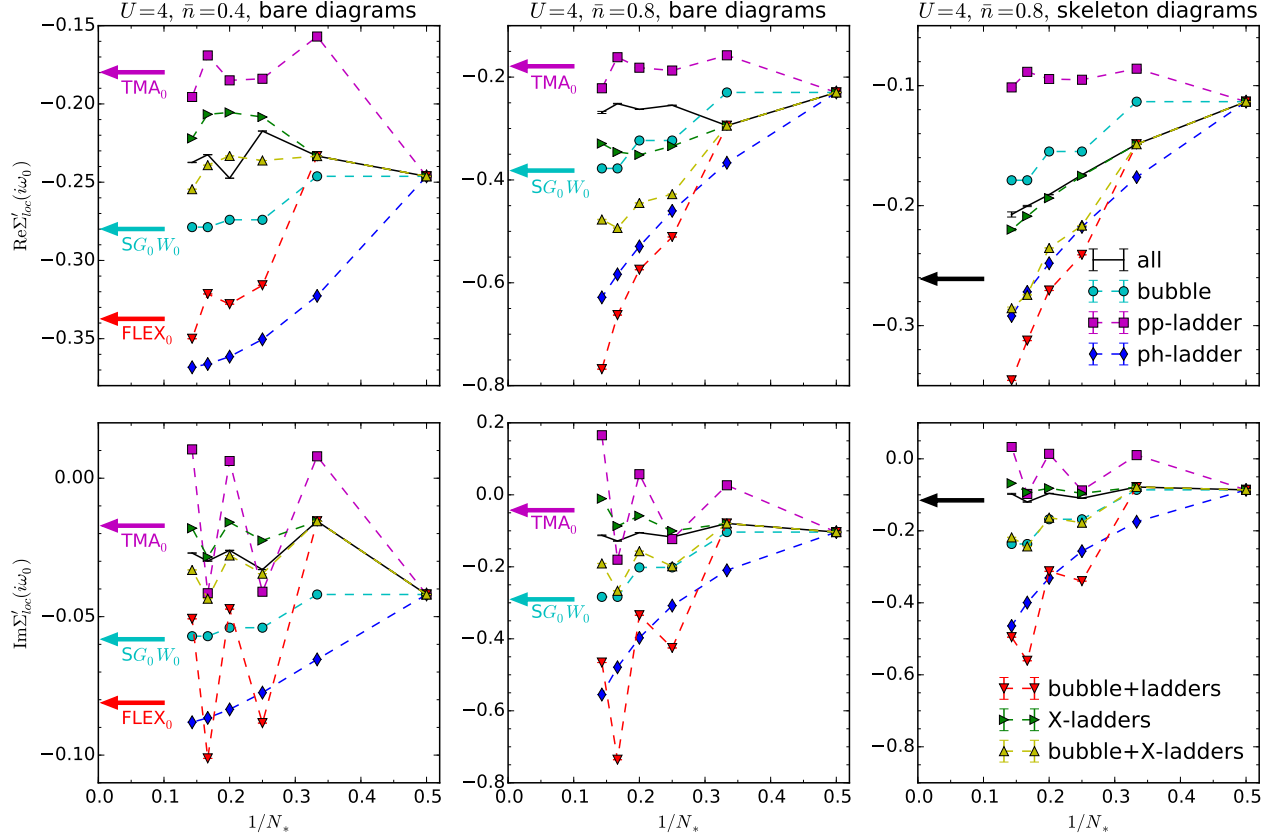 U=4, n̄=0.4, bare diagrams
U=4, n̄=0.8, bare diagrams
U=4, n̄=0.8, skeleton diagrams
ReΣ′loc(iω₀)
−0.15
−0.20
−0.25
−0.30
−0.35
TMA₀
SG₀W₀
FLEX₀
−0.2
−0.4
−0.6
−0.8
TMA₀
SG₀W₀
−0.1
−0.2
−0.3
all
bubble
pp-ladder
ph-ladder
ImΣ′loc(iω₀)
0.00
−0.05
−0.10
TMA₀
SG₀W₀
FLEX₀
0.0 0.1 0.2 0.3 0.4 0.5
1/N*
0.2
0.0
−0.2
−0.4
−0.6
−0.8
TMA₀
SG₀W₀
0.0 0.1 0.2 0.3 0.4 0.5
1/N*
0.0
−0.2
−0.4
−0.6
−0.8
bubble+ladders
X-ladders
bubble+X-ladders
0.0 0.1 0.2 0.3 0.4 0.5
1/N*